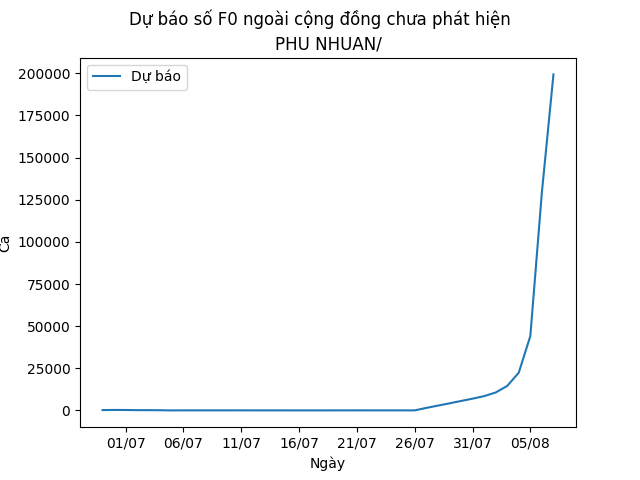 Dự báo số F0 ngoài cộng đồng chưa phát hiện
PHU NHUAN/
Dự báo
200000
175000
150000
125000
100000
75000
50000
25000
0
Ca
01/07 06/07 11/07 16/07 21/07 26/07 31/07 05/08
Ngày